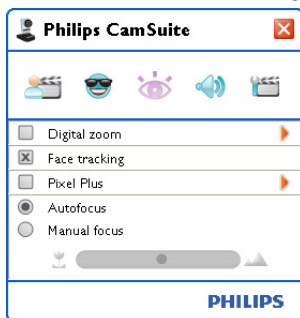 Philips CamSuite
Digital zoom
Face tracking
Pixel Plus
Autofocus
Manual focus
PHILIPS